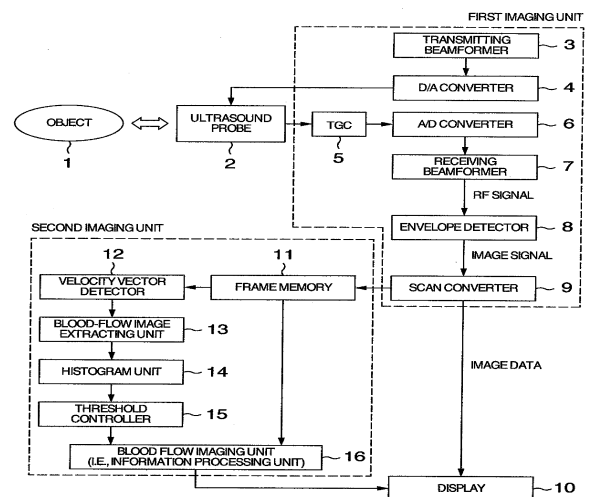 FIRST IMAGING UNIT
TRANSMITTING
BEAMFORMER
3
D/A CONVERTER
4
OBJECT
1
ULTRASOUND
PROBE
2
TGC
5
A/D CONVERTER
6
RECEIVING
BEAMFORMER
7
RF SIGNAL
ENVELOPE DETECTOR
8
IMAGE SIGNAL
SCAN CONVERTER
9
SECOND IMAGING UNIT
12
VELOCITY VECTOR
DETECTOR
11
FRAME MEMORY
BLOOD-FLOW IMAGE
EXTRACTING UNIT
13
HISTOGRAM UNIT
14
THRESHOLD
CONTROLLER
15
BLOOD FLOW IMAGING UNIT
(I.E., INFORMATION PROCESSING UNIT)
16
IMAGE DATA
DISPLAY
10